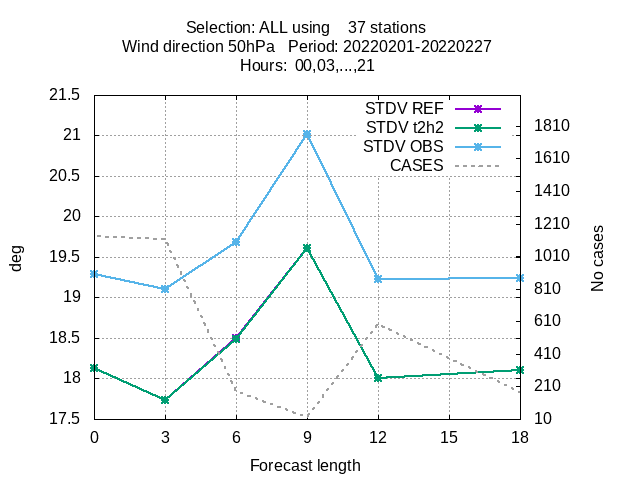 Selection: ALL using    37 stations
Wind direction 50hPa   Period: 20220201-20220227
Hours:  00,03,...,21
STDV REF
STDV t2h2
STDV OBS
CASES
deg
21.5
21
20.5
20
19.5
19
18.5
18
17.5
No cases
1810
1610
1410
1210
1010
810
610
410
210
10
0 3 6 9 12 15 18
Forecast length